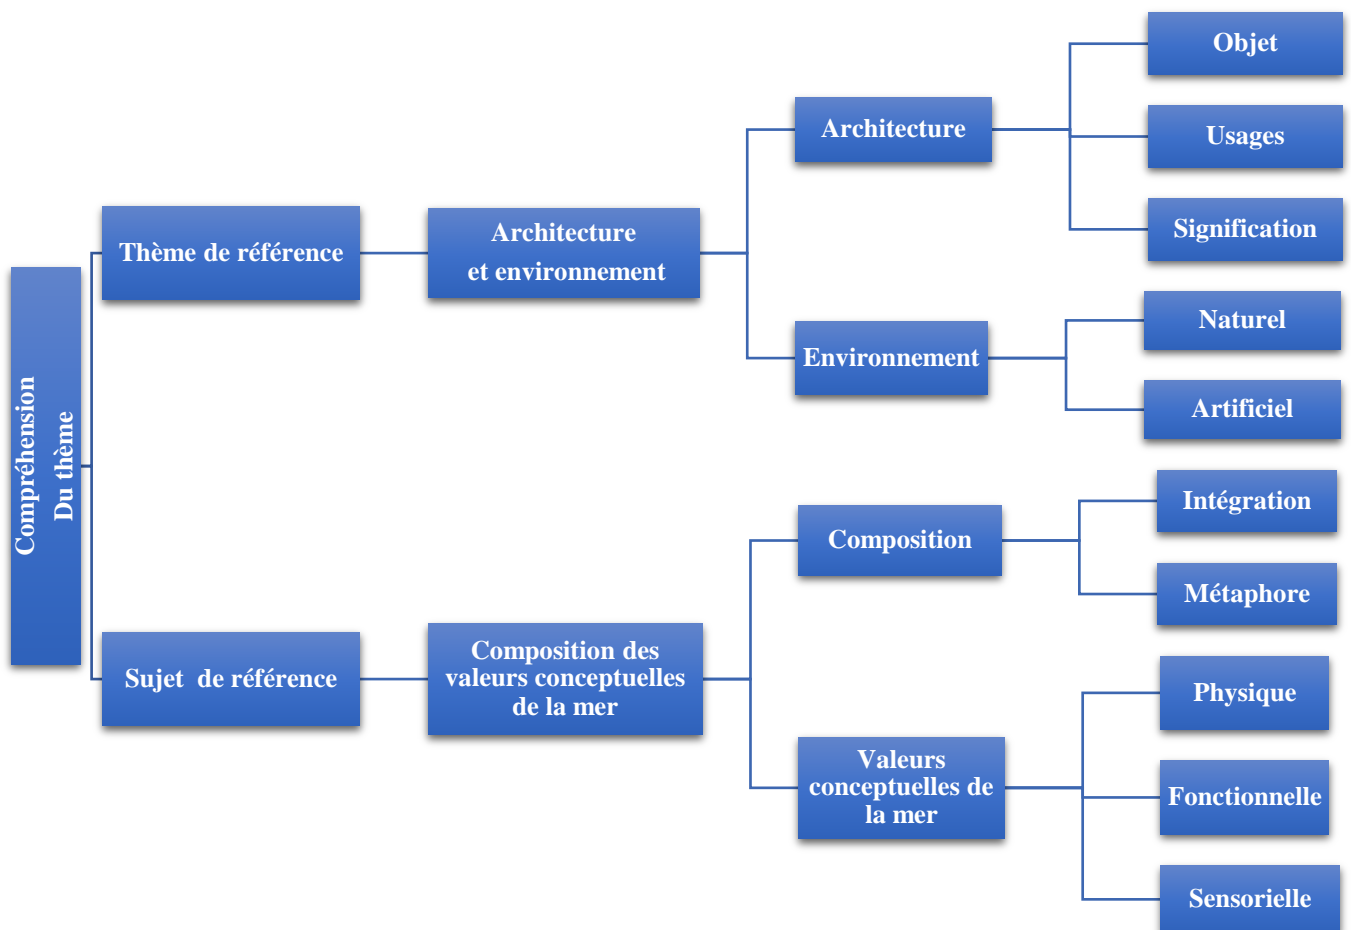 Compréhension
Du thème
Thème de référence
Architecture
et environnement
Architecture
Objet
Usages
Signification
Environnement
Naturel
Artificiel
Sujet de référence
Composition des
valeurs conceptuelles
de la mer
Composition
Intégration
Métaphore
Valeurs
conceptuelles de
la mer
Physique
Fonctionnelle
Sensorielle